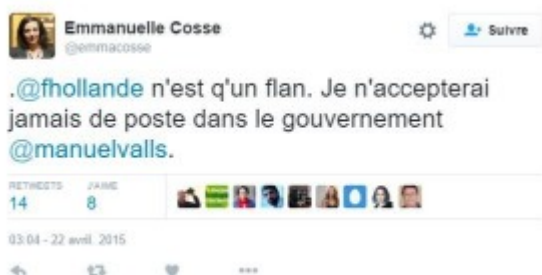 Emmanuelle Cosse
@emmacosse
Suivre
.@fhollande n'est q'un flan. Je n'accepterai
jamais de poste dans le gouvernement
@manuelvalls.
RETWEETS J'AIME
14 8
03:04 - 22 avril 2015